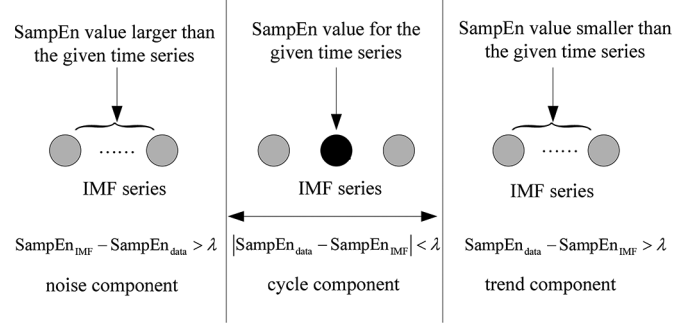 SampEn value larger than
the given time series
......
IMF series
SampEn_IMF − SampEn_data > λ
noise component
SampEn value for the
given time series
IMF series
|SampEn_data − SampEn_IMF| < λ
cycle component
SampEn value smaller than
the given time series
......
IMF series
SampEn_data − SampEn_IMF > λ
trend component